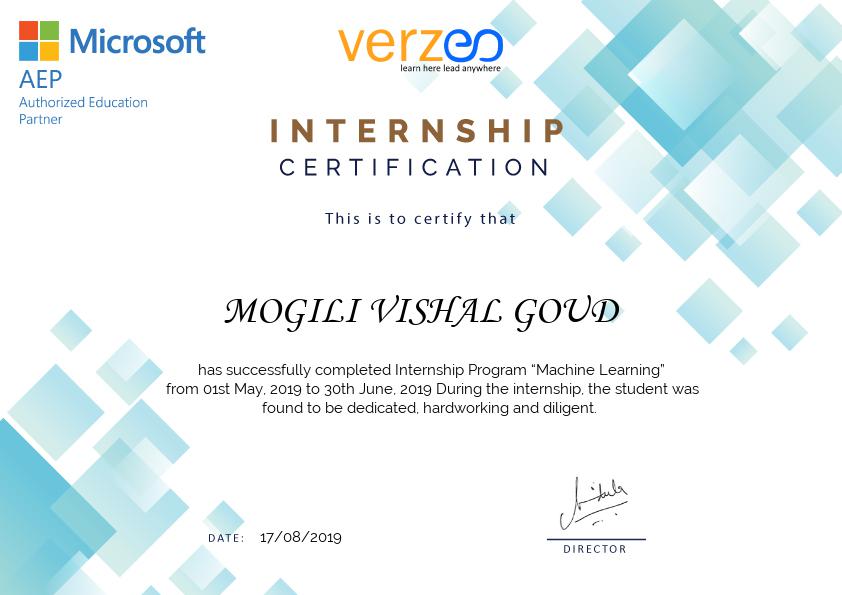 Microsoft
AEP
Authorized Education
Partner
verzeo
learn here lead anywhere
INTERNSHIP
CERTIFICATION
This is to certify that
MOGILI VISHAL GOUD
has successfully completed Internship Program “Machine Learning”
from 01st May, 2019 to 30th June, 2019 During the internship, the student was
found to be dedicated, hardworking and diligent.
DATE: 17/08/2019
DIRECTOR